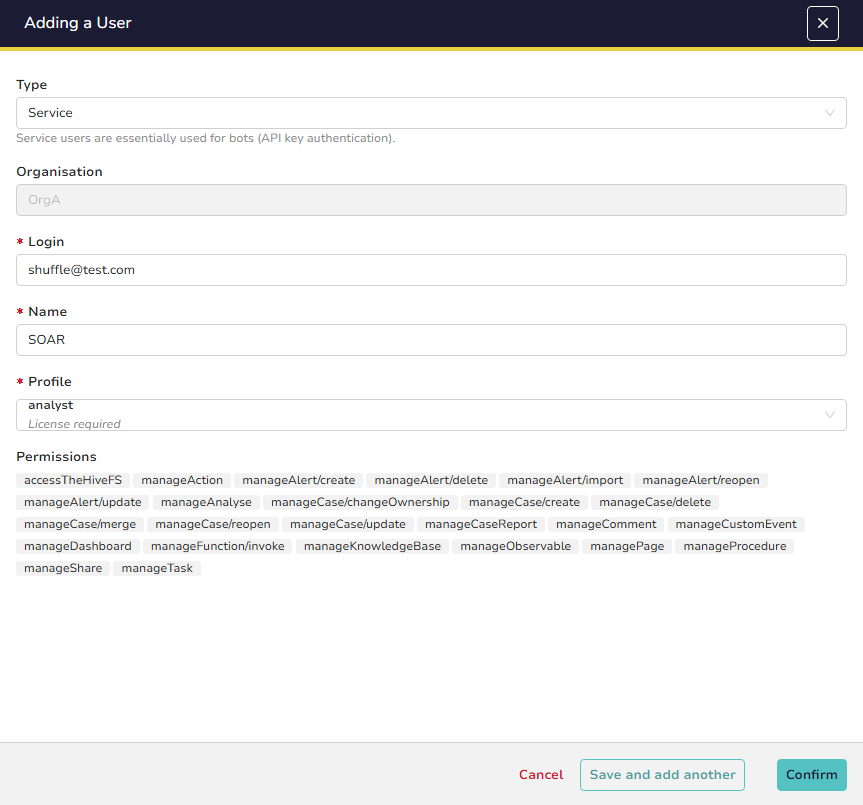 Adding a User
Type
Service
Service users are essentially used for bots (API key authentication).
Organisation
OrgA
* Login
shuffle@test.com
* Name
SOAR
* Profile
analyst
License required
Permissions
accessTheHiveFS manageAction manageAlert/create manageAlert/delete manageAlert/import manageAlert/reopen
manageAlert/update manageAnalyse manageCase/changeOwnership manageCase/create manageCase/delete
manageCase/merge manageCase/reopen manageCase/update manageCaseReport manageComment manageCustomEvent
manageDashboard manageFunction/invoke manageKnowledgeBase manageObservable managePage manageProcedure
manageShare manageTask
Cancel Save and add another Confirm